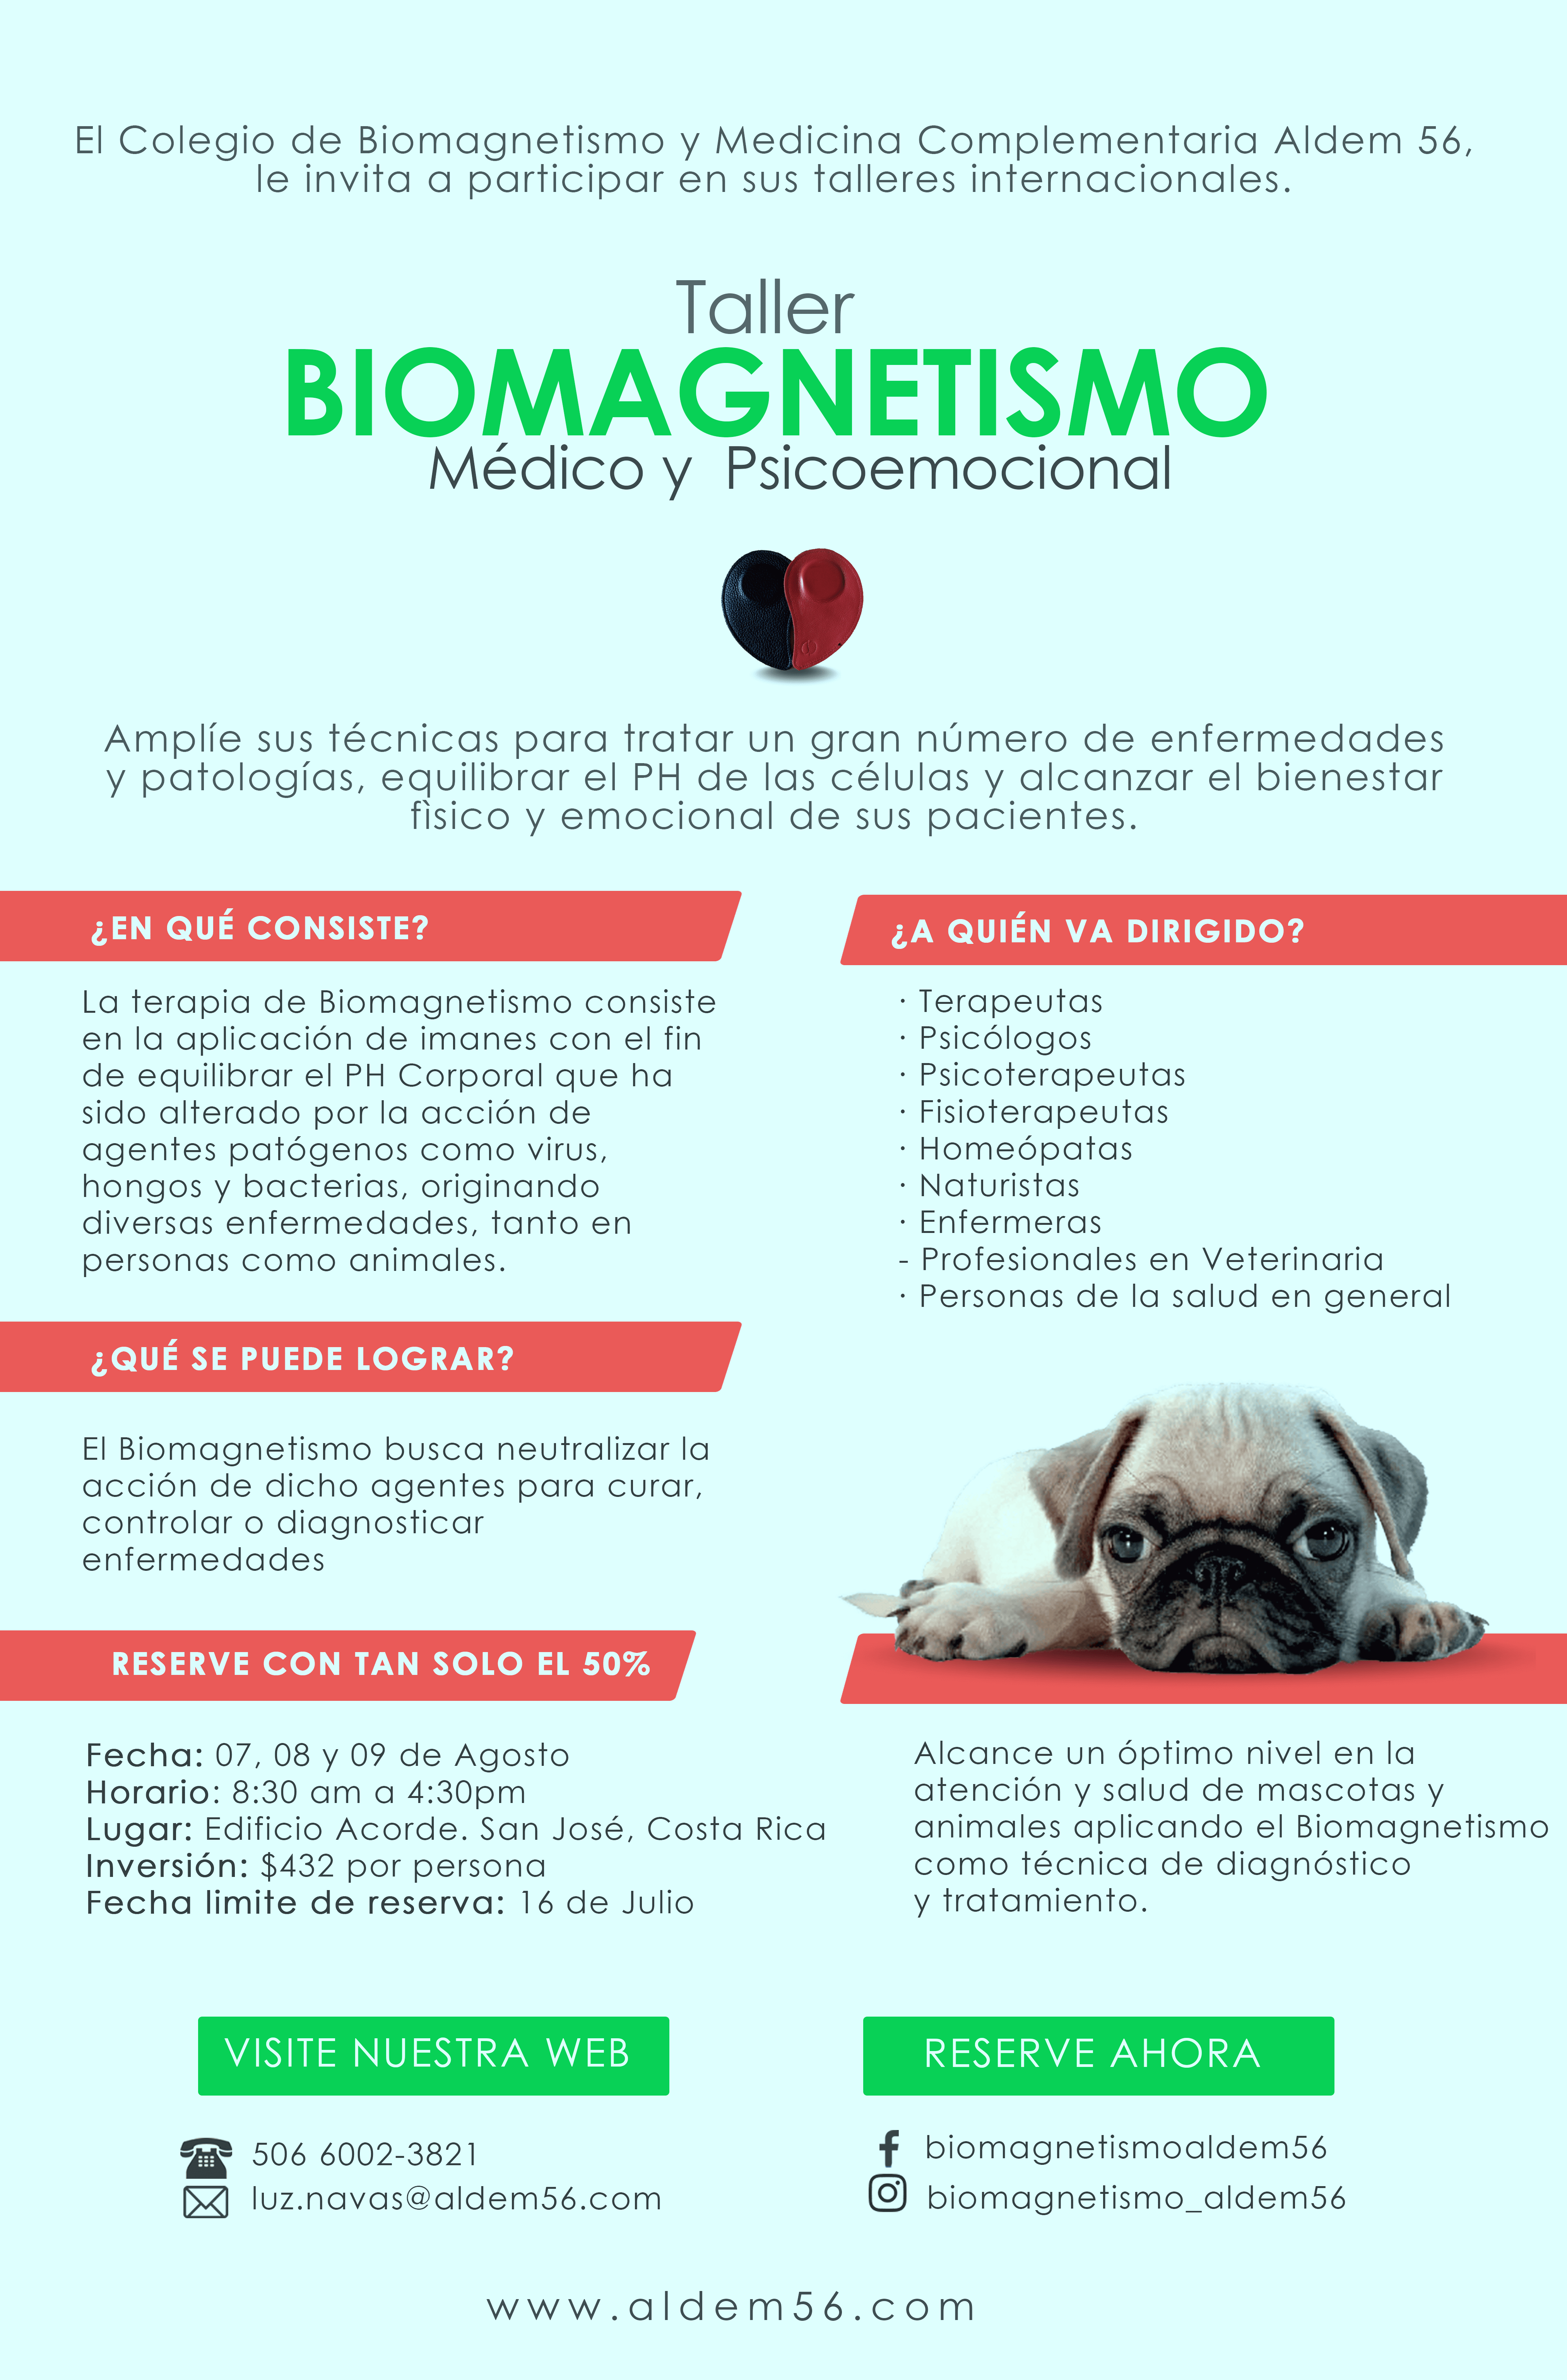 El Colegio de Biomagnetismo y Medicina Complementaria Aldem 56,
le invita a participar en sus talleres internacionales.
Taller
BIOMAGNETISMO
Médico y Psicoemocional
Amplíe sus técnicas para tratar un gran número de enfermedades
y patologías, equilibrar el PH de las células y alcanzar el bienestar
fìsico y emocional de sus pacientes.
¿EN QUÉ CONSISTE?
La terapia de Biomagnetismo consiste
en la aplicación de imanes con el fin
de equilibrar el PH Corporal que ha
sido alterado por la acción de
agentes patógenos como virus,
hongos y bacterias, originando
diversas enfermedades, tanto en
personas como animales.
¿A QUIÉN VA DIRIGIDO?
· Terapeutas
· Psicólogos
· Psicoterapeutas
· Fisioterapeutas
· Homeópatas
· Naturistas
· Enfermeras
- Profesionales en Veterinaria
· Personas de la salud en general
¿QUÉ SE PUEDE LOGRAR?
El Biomagnetismo busca neutralizar la
acción de dicho agentes para curar,
controlar o diagnosticar
enfermedades
RESERVE CON TAN SOLO EL 50%
Fecha: 07, 08 y 09 de Agosto
Horario: 8:30 am a 4:30pm
Lugar: Edificio Acorde. San José, Costa Rica
Inversión: $432 por persona
Fecha limite de reserva: 16 de Julio
Alcance un óptimo nivel en la
atención y salud de mascotas y
animales aplicando el Biomagnetismo
como técnica de diagnóstico
y tratamiento.
VISITE NUESTRA WEB
RESERVE AHORA
506 6002-3821
luz.navas@aldem56.com
biomagnetismoaldem56
biomagnetismo_aldem56
www.aldem56.com